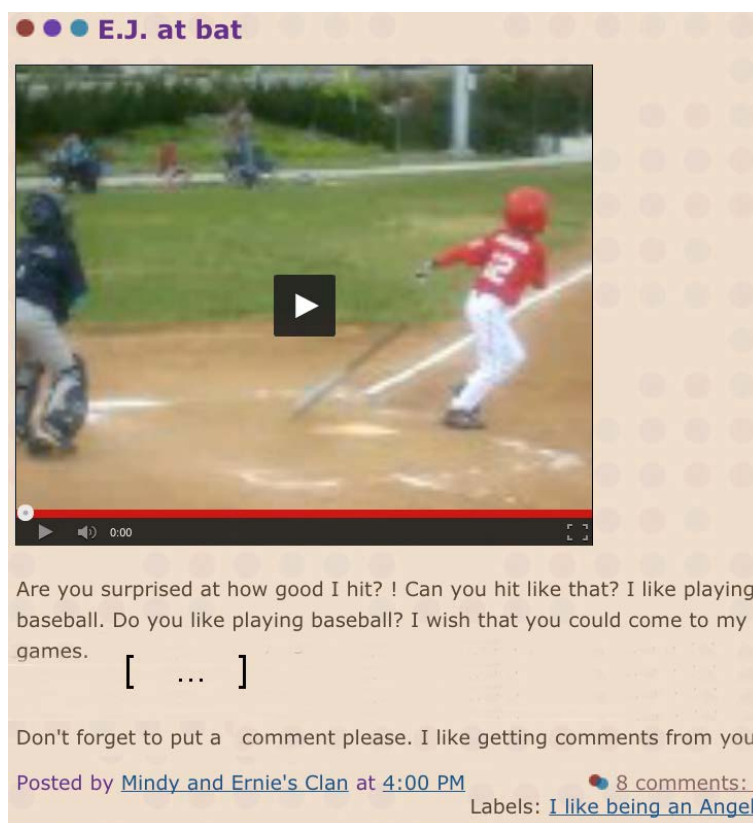 E.J. at bat
12
0:00
Are you surprised at how good I hit? ! Can you hit like that? I like playing
baseball. Do you like playing baseball? I wish that you could come to my
games.
[ ... ]
Don't forget to put a comment please. I like getting comments from you
Posted by Mindy and Ernie's Clan at 4:00 PM
8 comments:
Labels: I like being an Angel